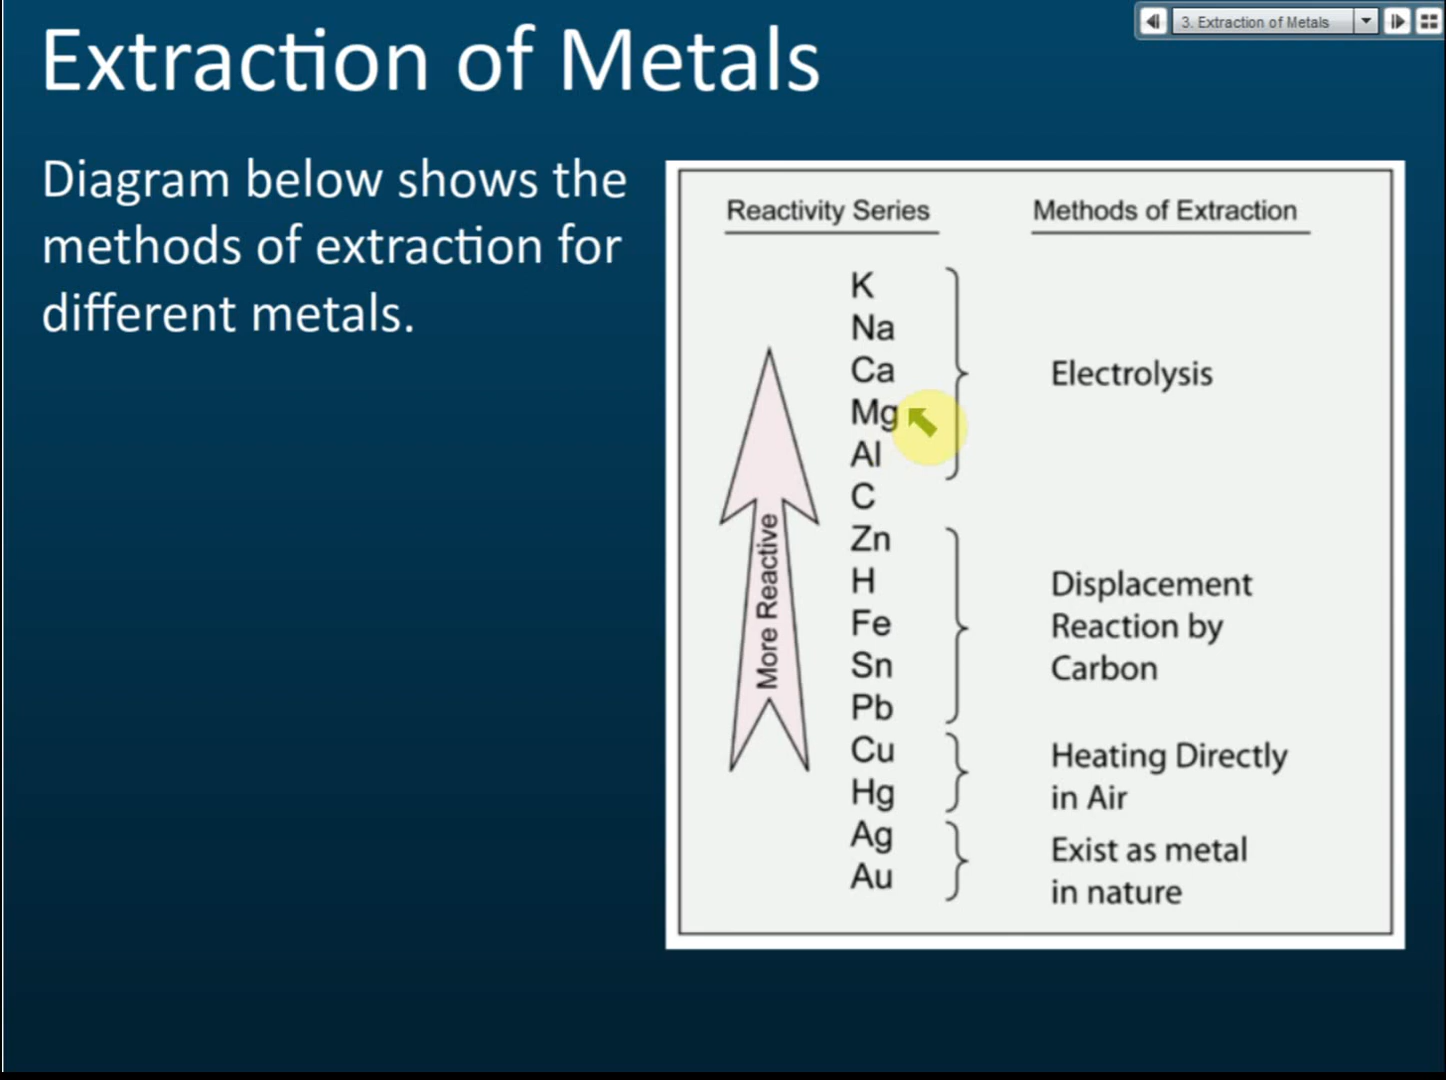 3. Extraction of Metals
Extraction of Metals
Diagram below shows the
methods of extraction for
different metals.
Reactivity Series
Methods of Extraction
More Reactive
K
Na
Ca
Mg
Al
C
Zn
H
Fe
Sn
Pb
Cu
Hg
Ag
Au
Electrolysis
Displacement
Reaction by
Carbon
Heating Directly
in Air
Exist as metal
in nature